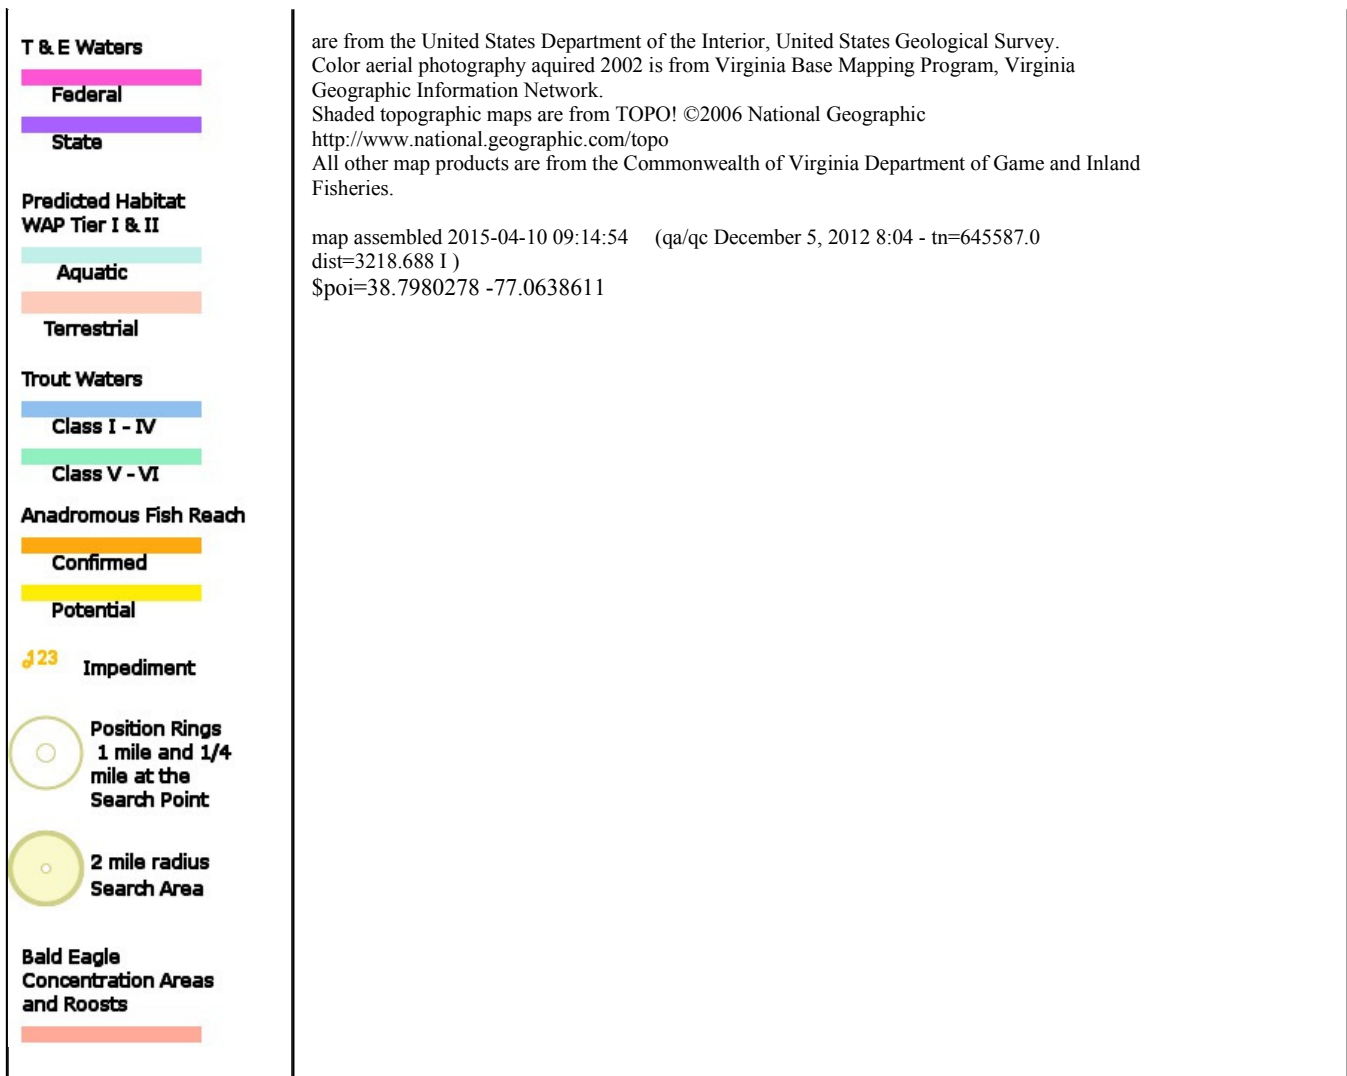 T & E Waters
Federal
State
Predicted Habitat
WAP Tier I & II
Aquatic
Terrestrial
Trout Waters
Class I - IV
Class V - VI
Anadromous Fish Reach
Confirmed
Potential
123 Impediment
Position Rings
1 mile and 1/4
mile at the
Search Point
2 mile radius
Search Area
Bald Eagle
Concentration Areas
and Roosts
are from the United States Department of the Interior, United States Geological Survey.
Color aerial photography aquired 2002 is from Virginia Base Mapping Program, Virginia
Geographic Information Network.
Shaded topographic maps are from TOPO! ©2006 National Geographic
http://www.national.geographic.com/topo
All other map products are from the Commonwealth of Virginia Department of Game and Inland
Fisheries.
map assembled 2015-04-10 09:14:54 (qa/qc December 5, 2012 8:04 - tn=645587.0
dist=3218.688 I )
$poi=38.7980278 -77.0638611